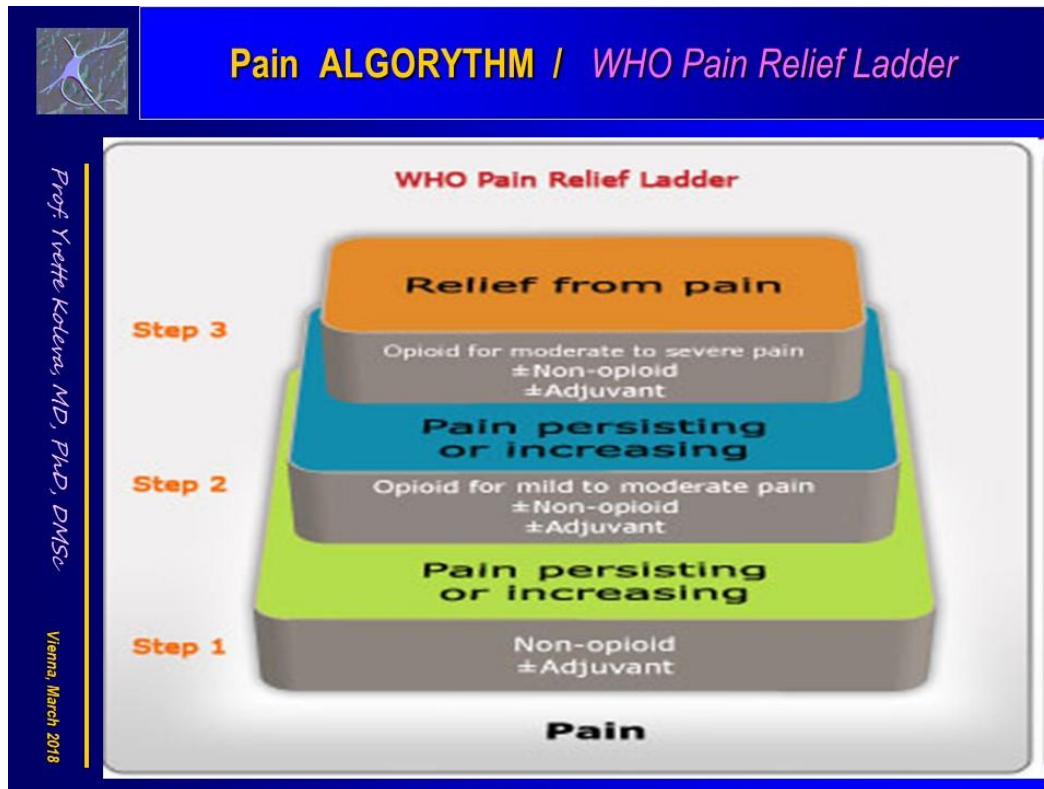 Pain ALGORYTHM / WHO Pain Relief Ladder
Prof. Yvette Koleva, MD, PhD, DMSc
Vienna, March 2018
WHO Pain Relief Ladder
Relief from pain
Step 3
Opioid for moderate to severe pain
±Non-opioid
±Adjuvant
Pain persisting
or increasing
Step 2
Opioid for mild to moderate pain
±Non-opioid
±Adjuvant
Pain persisting
or increasing
Step 1
Non-opioid
±Adjuvant
Pain